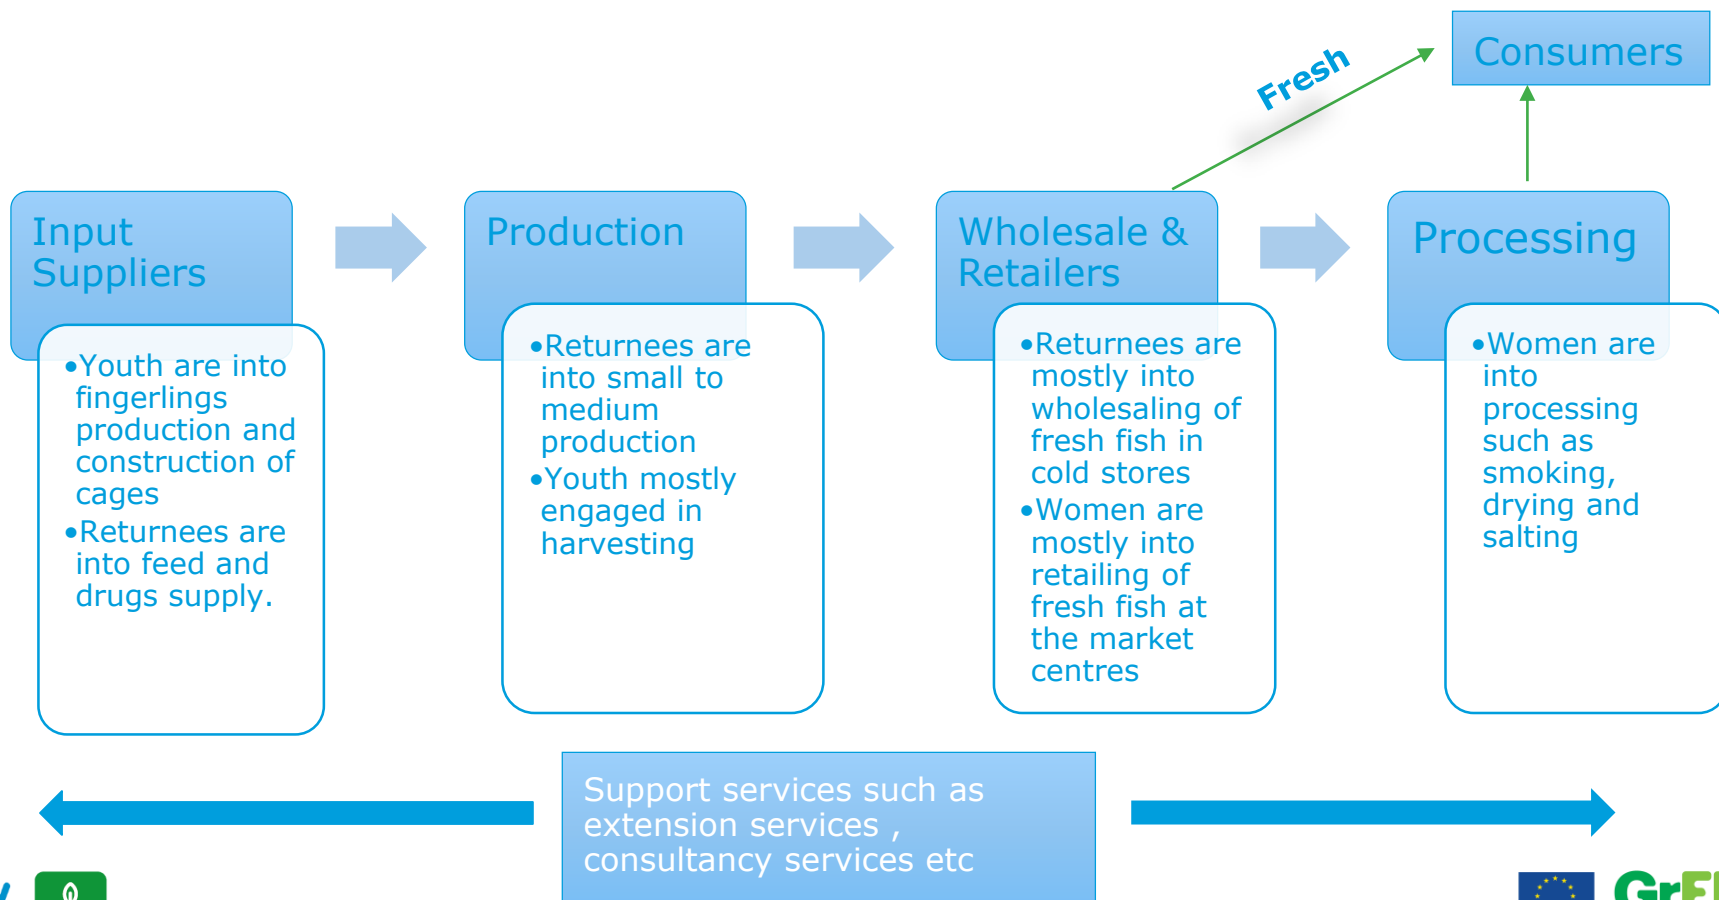 Consumers
Fresh
Input
Suppliers
•Youth are into
fingerlings
production and
construction of
cages
•Returnees are
into feed and
drugs supply.
Production
•Returnees are
into small to
medium
production
•Youth mostly
engaged in
harvesting
Wholesale &
Retailers
•Returnees are
mostly into
wholesaling of
fresh fish in
cold stores
•Women are
mostly into
retailing of
fresh fish at
the market
centres
Processing
•Women are
into
processing
such as
smoking,
drying and
salting
Support services such as
extension services ,
consultancy services etc